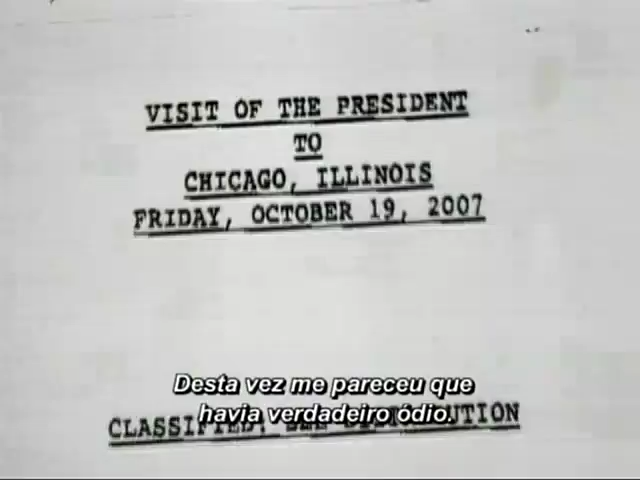 VISIT OF THE PRESIDENT
TO
CHICAGO, ILLINOIS
FRIDAY, OCTOBER 19, 2007
Desta vez me pareceu que
havia verdadeiro ódio.
CLASSIFIED: